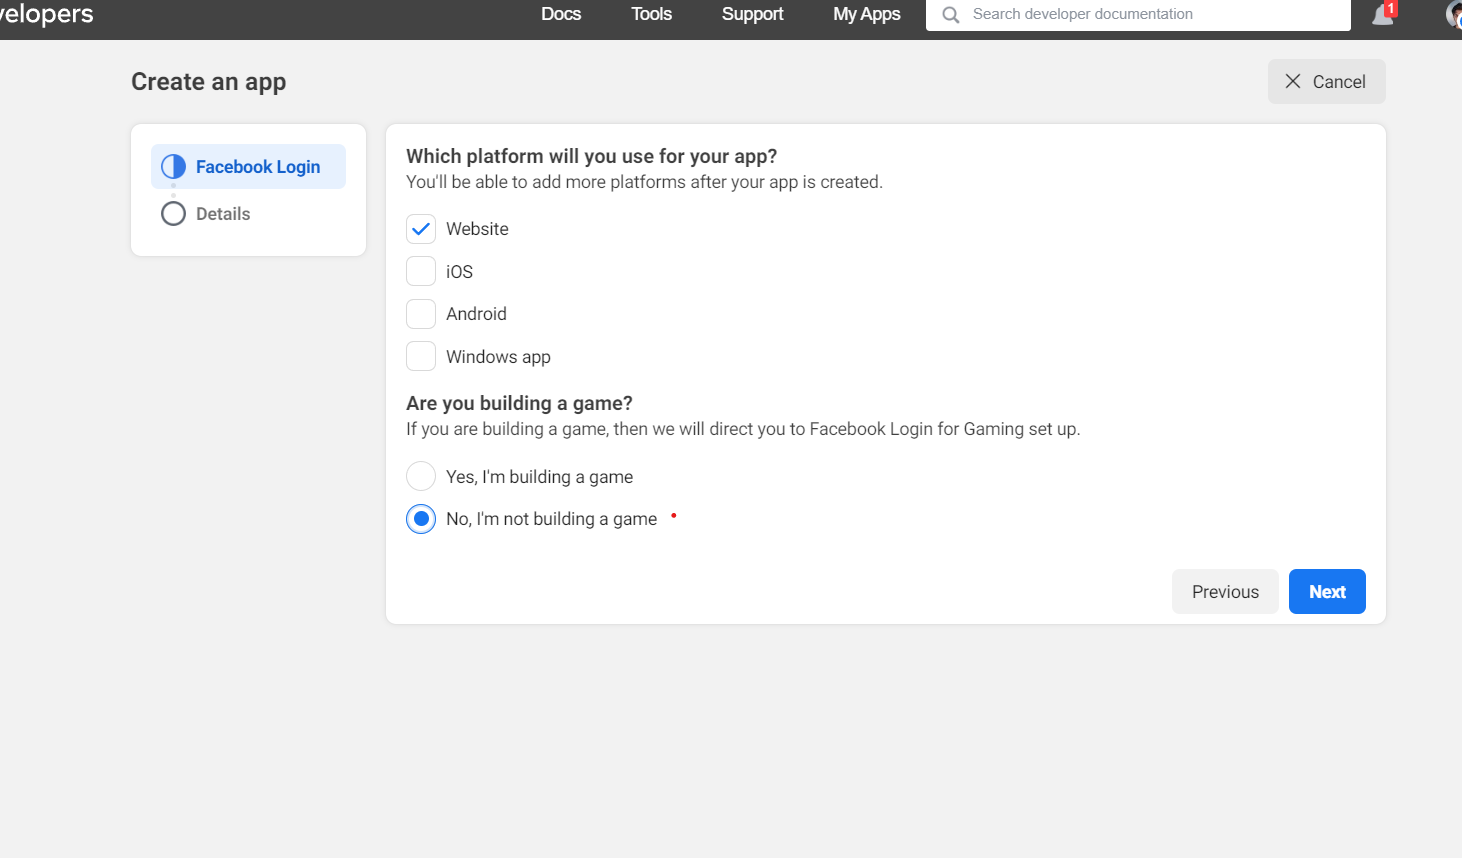 velopers
Docs
Tools
Support
My Apps
Search developer documentation
1
Create an app
Cancel
Facebook Login
Details
Which platform will you use for your app?
You'll be able to add more platforms after your app is created.
Website
iOS
Android
Windows app
Are you building a game?
If you are building a game, then we will direct you to Facebook Login for Gaming set up.
Yes, I'm building a game
No, I'm not building a game
Previous
Next